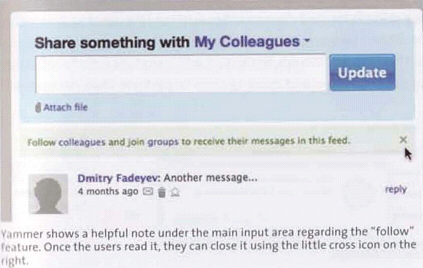 Share something with My Colleagues
Update
Attach file
Follow colleagues and join groups to receive their messages in this feed.
Dmitry Fadeyev: Another message...
4 months ago
reply
Yammer shows a helpful note under the main input area regarding the "follow"
feature. Once the users read it, they can close it using the little cross icon on the
right.